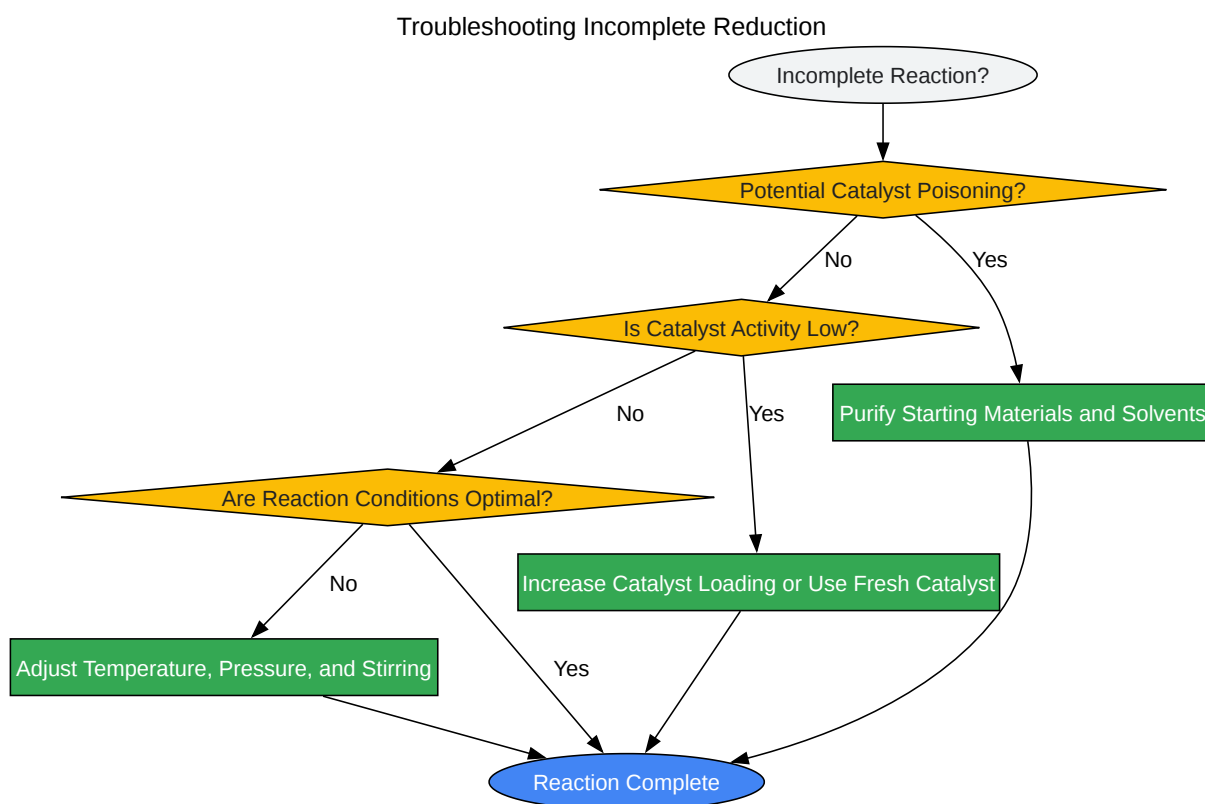 Troubleshooting Incomplete Reduction
Incomplete Reaction?
Potential Catalyst Poisoning?
No
Yes
Is Catalyst Activity Low?
No
Yes
Purify Starting Materials and Solvents
Are Reaction Conditions Optimal?
No
Increase Catalyst Loading or Use Fresh Catalyst
Adjust Temperature, Pressure, and Stirring
Yes
Reaction Complete